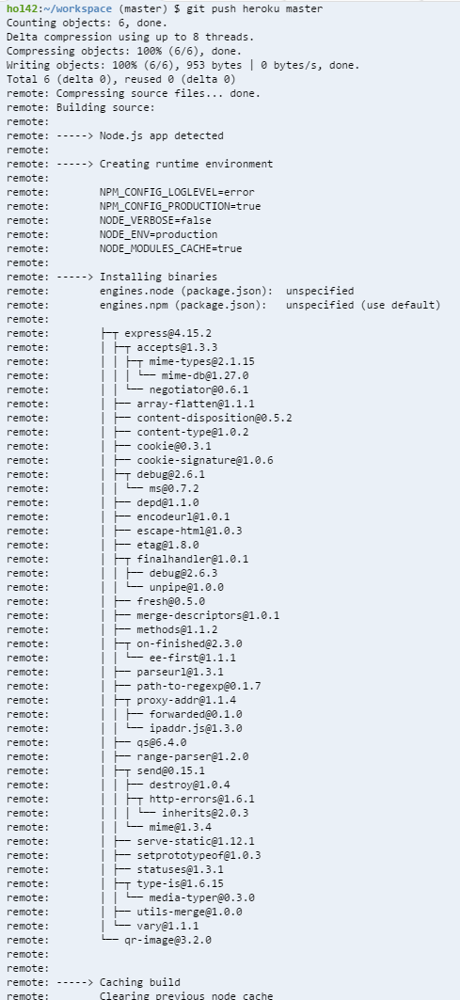 hol42:~/workspace (master) $ git push heroku master
Counting objects: 6, done.
Delta compression using up to 8 threads.
Compressing objects: 100% (6/6), done.
Writing objects: 100% (6/6), 953 bytes | 0 bytes/s, done.
Total 6 (delta 0), reused 0 (delta 0)
remote: Compressing source files... done.
remote: Building source:
remote:
remote: -----> Node.js app detected
remote:
remote: -----> Creating runtime environment
remote:
remote:        NPM_CONFIG_LOGLEVEL=error
remote:        NPM_CONFIG_PRODUCTION=true
remote:        NODE_VERBOSE=false
remote:        NODE_ENV=production
remote:        NODE_MODULES_CACHE=true
remote:
remote: -----> Installing binaries
remote:        engines.node (package.json):  unspecified
remote:        engines.npm (package.json):   unspecified (use default)
remote:
remote:        ├─┬ express@4.15.2
remote:        │ ├─┬ accepts@1.3.3
remote:        │ │ ├─┬ mime-types@2.1.15
remote:        │ │ │ └── mime-db@1.27.0
remote:        │ │ └── negotiator@0.6.1
remote:        │ ├── array-flatten@1.1.1
remote:        │ ├── content-disposition@0.5.2
remote:        │ ├── content-type@1.0.2
remote:        │ ├── cookie@0.3.1
remote:        │ ├── cookie-signature@1.0.6
remote:        │ ├─┬ debug@2.6.1
remote:        │ │ └── ms@0.7.2
remote:        │ ├── depd@1.1.0
remote:        │ ├── encodeurl@1.0.1
remote:        │ ├── escape-html@1.0.3
remote:        │ ├── etag@1.8.0
remote:        │ ├─┬ finalhandler@1.0.1
remote:        │ │ ├── debug@2.6.3
remote:        │ │ └── unpipe@1.0.0
remote:        │ ├── fresh@0.5.0
remote:        │ ├── merge-descriptors@1.0.1
remote:        │ ├── methods@1.1.2
remote:        │ ├─┬ on-finished@2.3.0
remote:        │ │ └── ee-first@1.1.1
remote:        │ ├── parseurl@1.3.1
remote:        │ ├── path-to-regexp@0.1.7
remote:        │ ├─┬ proxy-addr@1.1.4
remote:        │ │ ├── forwarded@0.1.0
remote:        │ │ └── ipaddr.js@1.3.0
remote:        │ ├── qs@6.4.0
remote:        │ ├── range-parser@1.2.0
remote:        │ ├─┬ send@0.15.1
remote:        │ │ ├── destroy@1.0.4
remote:        │ │ ├─┬ http-errors@1.6.1
remote:        │ │ │ └── inherits@2.0.3
remote:        │ │ └── mime@1.3.4
remote:        │ ├── serve-static@1.12.1
remote:        │ ├── setprototypeof@1.0.3
remote:        │ ├── statuses@1.3.1
remote:        │ ├─┬ type-is@1.6.15
remote:        │ │ └── media-typer@0.3.0
remote:        │ ├── utils-merge@1.0.0
remote:        │ └── vary@1.1.1
remote:        └── qr-image@3.2.0
remote:
remote:
remote: -----> Caching build
remote:        Clearing previous node cache